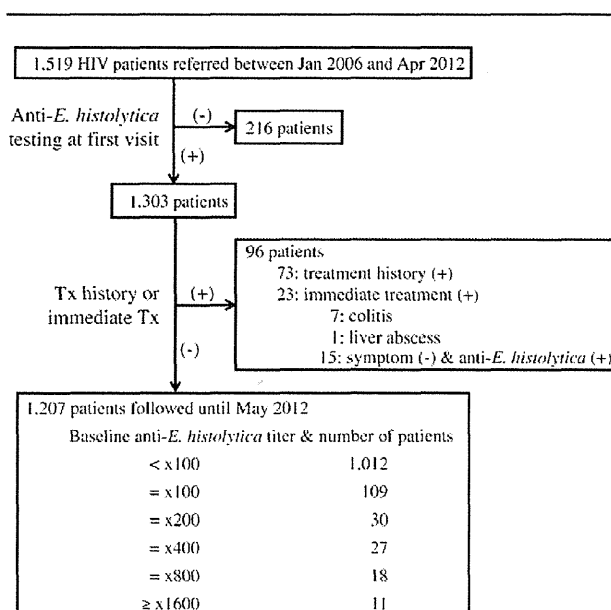 1,519 HIV patients referred between Jan 2006 and Apr 2012
Anti-E. histolytica
testing at first visit
(-)
216 patients
(+)
1,303 patients
Tx history or
immediate Tx
(+)
96 patients
73: treatment history (+)
23: immediate treatment (+)
7: colitis
1: liver abscess
15: symptom (-) & anti-E. histolytica (+)
(-)
1,207 patients followed until May 2012
Baseline anti-E. histolytica titer & number of patients
< x100 1,012
= x100 109
= x200 30
= x400 27
= x800 18
≧ x1600 11